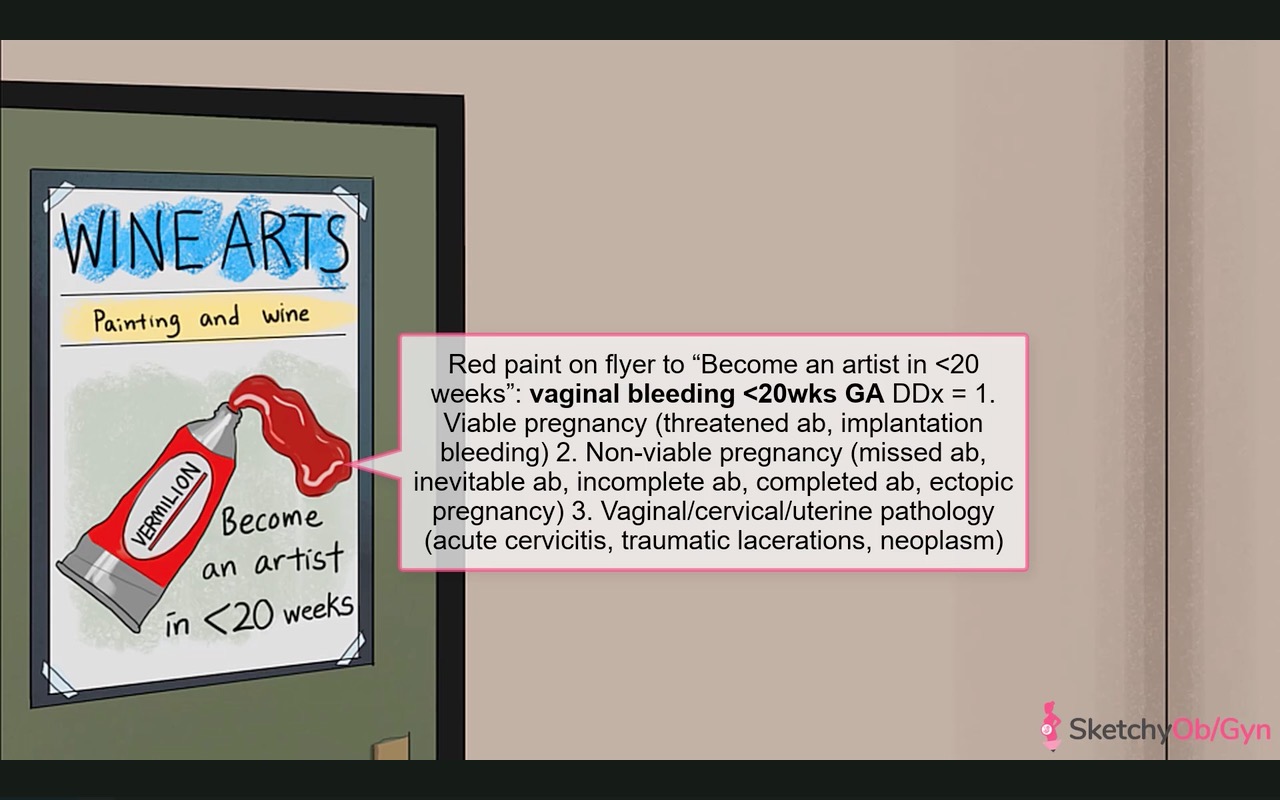 WINE ARTS
Painting and wine
VERMILION
Become
an artist
in <20 weeks
Red paint on flyer to “Become an artist in <20
weeks”: vaginal bleeding <20wks GA DDx = 1.
Viable pregnancy (threatened ab, implantation
bleeding) 2. Non-viable pregnancy (missed ab,
inevitable ab, incomplete ab, completed ab, ectopic
pregnancy) 3. Vaginal/cervical/uterine pathology
(acute cervicitis, traumatic lacerations, neoplasm)
SketchyOb/Gyn